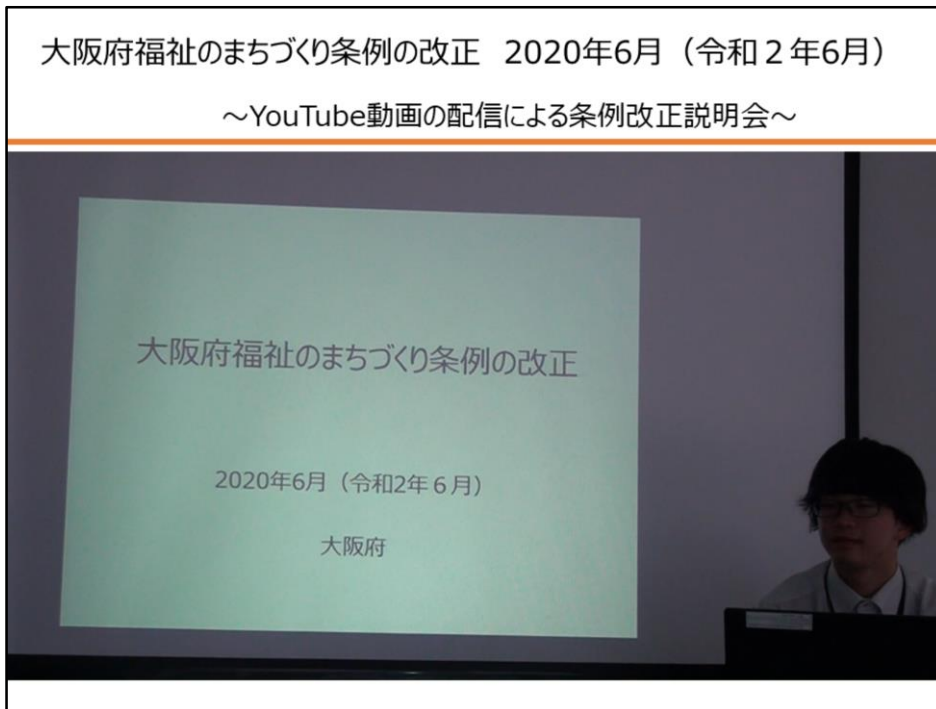 大阪府福祉のまちづくり条例の改正 2020年6月（令和２年6月）
～YouTube動画の配信による条例改正説明会～
大阪府福祉のまちづくり条例の改正
2020年6月（令和2年６月）
大阪府